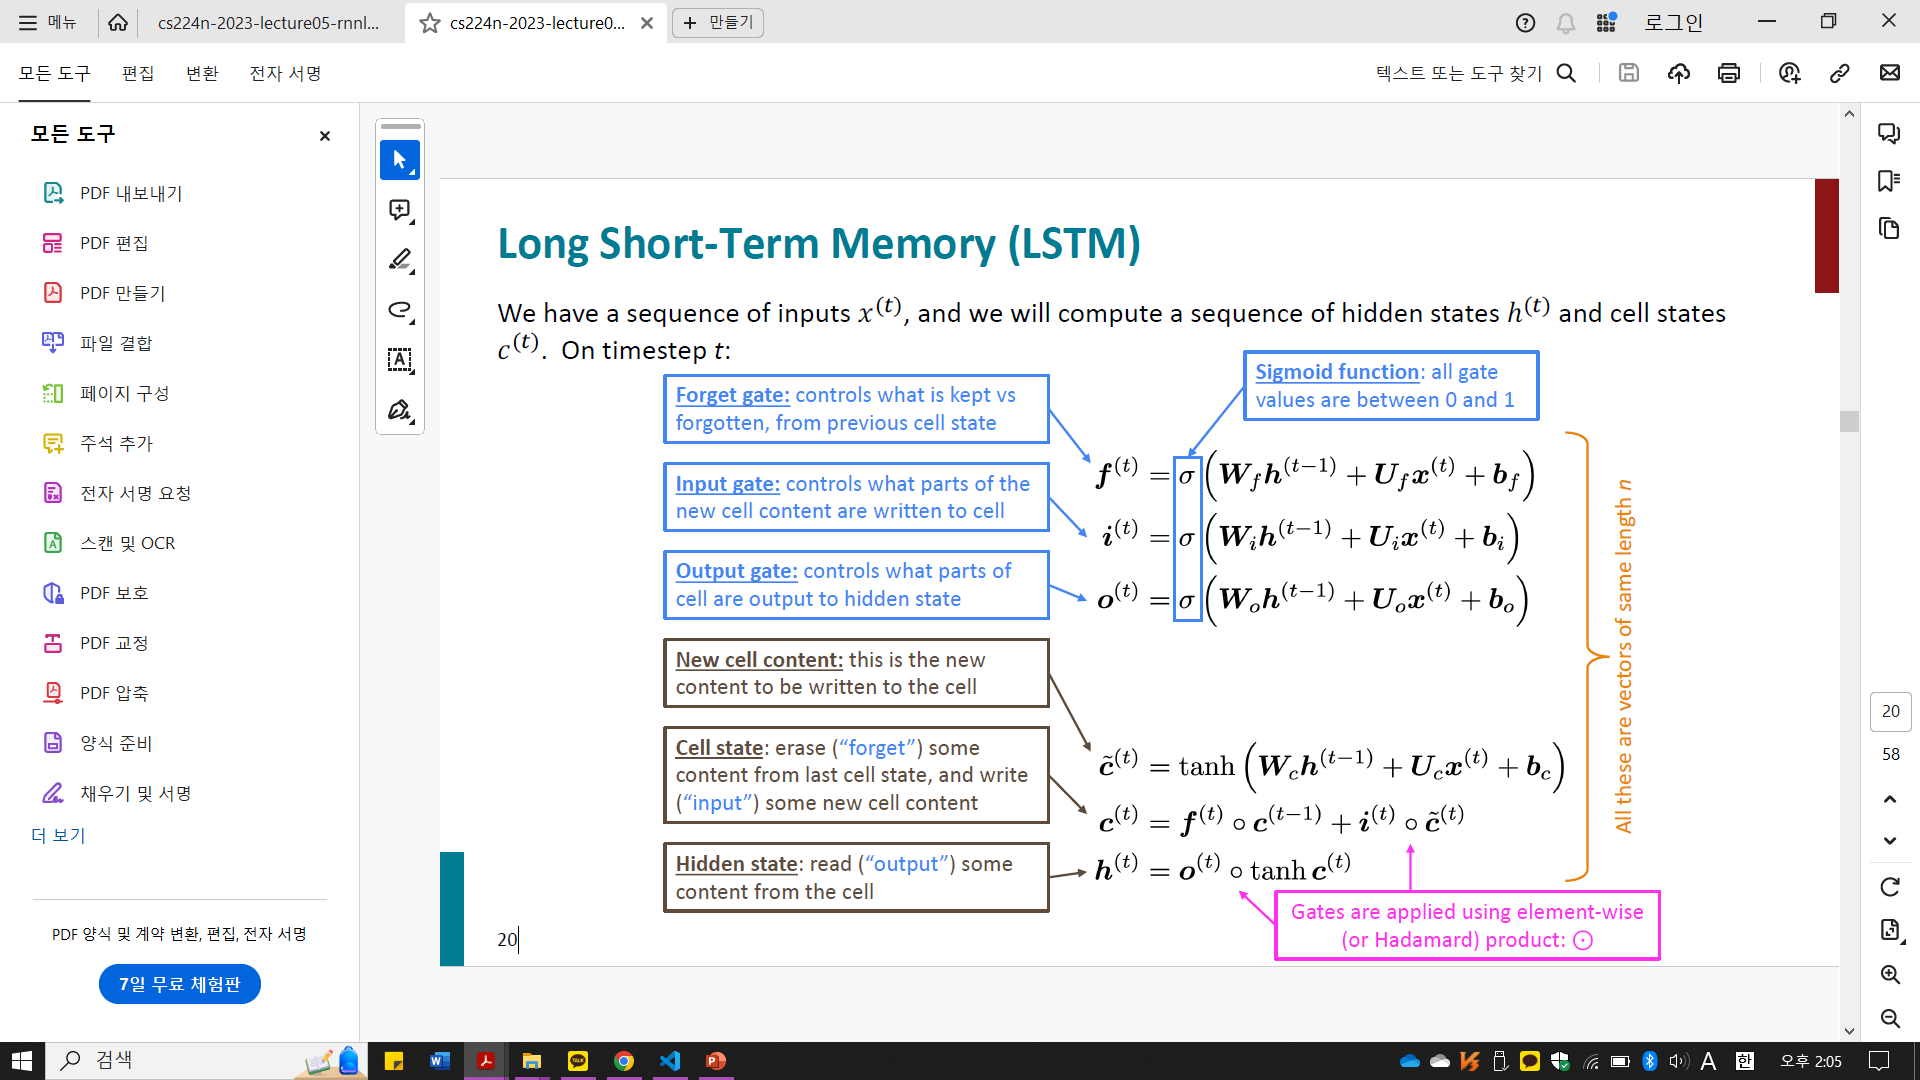 메뉴
cs224n-2023-lecture05-rnnl...
cs224n-2023-lecture0...
만들기
로그인
모든 도구
편집
변환
전자 서명
텍스트 또는 도구 찾기
모든 도구
PDF 내보내기
PDF 편집
PDF 만들기
파일 결합
페이지 구성
주석 추가
전자 서명 요청
스캔 및 OCR
PDF 보호
PDF 교정
PDF 압축
양식 준비
채우기 및 서명
더 보기
PDF 양식 및 계약 변환, 편집, 전자 서명
7일 무료 체험판
Long Short-Term Memory (LSTM)
We have a sequence of inputs x^(t), and we will compute a sequence of hidden states h^(t) and cell states
c^(t). On timestep t:
Sigmoid function: all gate
values are between 0 and 1
Forget gate: controls what is kept vs
forgotten, from previous cell state
f^(t) = σ(W_f h^(t−1) + U_f x^(t) + b_f)
Input gate: controls what parts of the
new cell content are written to cell
i^(t) = σ(W_i h^(t−1) + U_i x^(t) + b_i)
Output gate: controls what parts of
cell are output to hidden state
o^(t) = σ(W_o h^(t−1) + U_o x^(t) + b_o)
New cell content: this is the new
content to be written to the cell
c̃^(t) = tanh(W_c h^(t−1) + U_c x^(t) + b_c)
Cell state: erase (“forget”) some
content from last cell state, and write
(“input”) some new cell content
c^(t) = f^(t) ∘ c^(t−1) + i^(t) ∘ c̃^(t)
Hidden state: read (“output”) some
content from the cell
h^(t) = o^(t) ∘ tanh c^(t)
All these are vectors of same length n
Gates are applied using element-wise
(or Hadamard) product: ⊙
20
20
58
검색
A
한
오후 2:05